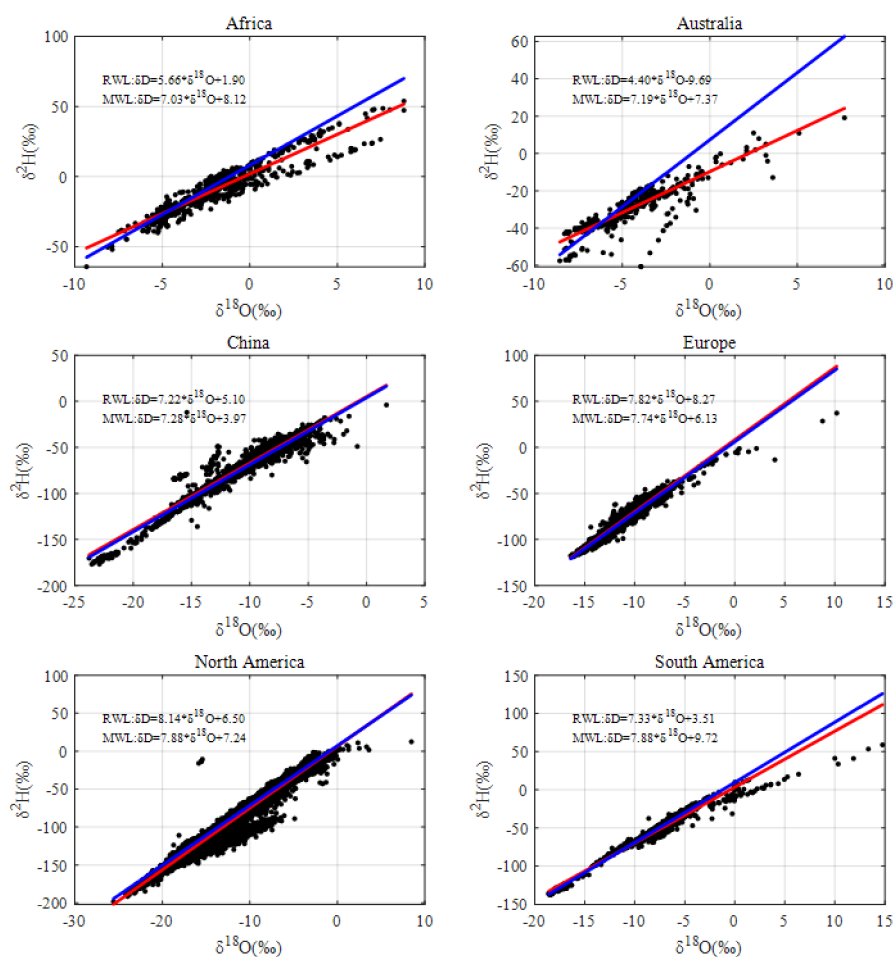 Africa
100
50
0
-50
-10
-5
0
5
10
δ²H(‰)
δ¹⁸O(‰)
RWL:δD=5.66*δ¹⁸O+1.90
MWL:δD=7.03*δ¹⁸O+8.12
Australia
60
40
20
0
-20
-40
-60
-10
-5
0
5
10
δ²H(‰)
δ¹⁸O(‰)
RWL:δD=4.40*δ¹⁸O-9.69
MWL:δD=7.19*δ¹⁸O+7.37
China
50
0
-50
-100
-150
-200
-25
-20
-15
-10
-5
0
5
δ²H(‰)
δ¹⁸O(‰)
RWL:δD=7.22*δ¹⁸O+5.10
MWL:δD=7.28*δ¹⁸O+3.97
Europe
100
50
0
-50
-100
-150
-20
-15
-10
-5
0
5
10
15
δ²H(‰)
δ¹⁸O(‰)
RWL:δD=7.82*δ¹⁸O+8.27
MWL:δD=7.74*δ¹⁸O+6.13
North America
100
50
0
-50
-100
-150
-200
-30
-20
-10
0
10
δ²H(‰)
δ¹⁸O(‰)
RWL:δD=8.14*δ¹⁸O+6.50
MWL:δD=7.88*δ¹⁸O+7.24
South America
150
100
50
0
-50
-100
-150
-20
-15
-10
-5
0
5
10
15
δ²H(‰)
δ¹⁸O(‰)
RWL:δD=7.33*δ¹⁸O+3.51
MWL:δD=7.88*δ¹⁸O+9.72